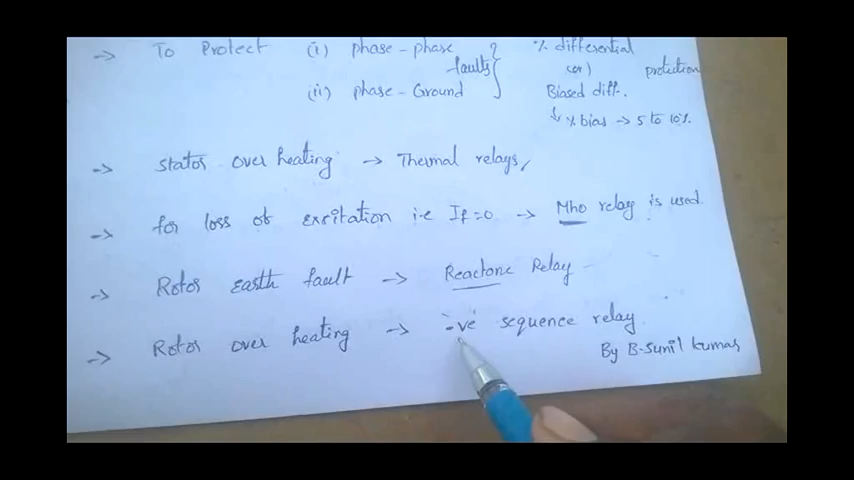 → To Protect (i) phase-phase faults } % differential
(or) protection
(ii) phase-Ground Biased diff.
↳ % bias → 5 to 10%.
→ Stator over heating → Thermal relays,
→ for loss of excitation i.e If=0 → Mho relay is used.
→ Rotor earth fault → Reactone Relay
→ Rotor over heating → '-ve' sequence relay.
By B-Sunil kumar